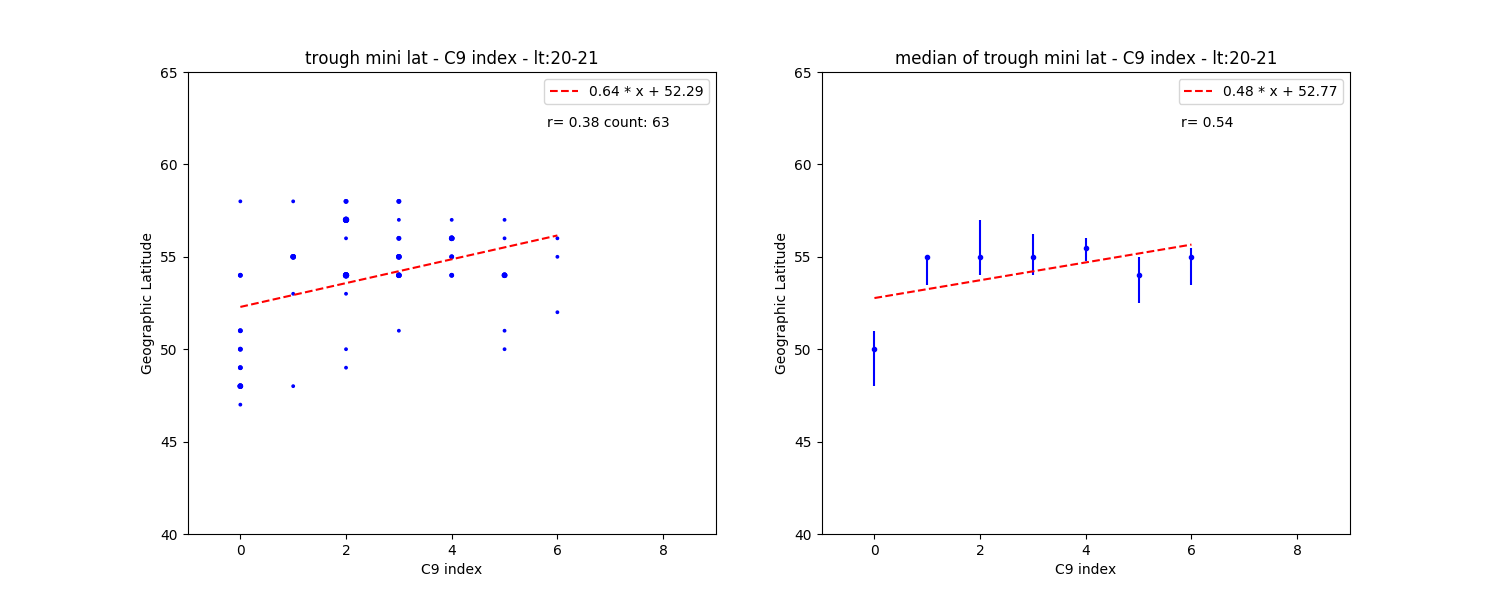 trough mini lat - C9 index - lt:20-21
0.64 * x + 52.29
r= 0.38 count: 63
65
60
55
50
45
40
Geographic Latitude
0
2
4
6
8
C9 index
median of trough mini lat - C9 index - lt:20-21
0.48 * x + 52.77
r= 0.54
65
60
55
50
45
40
Geographic Latitude
0
2
4
6
8
C9 index